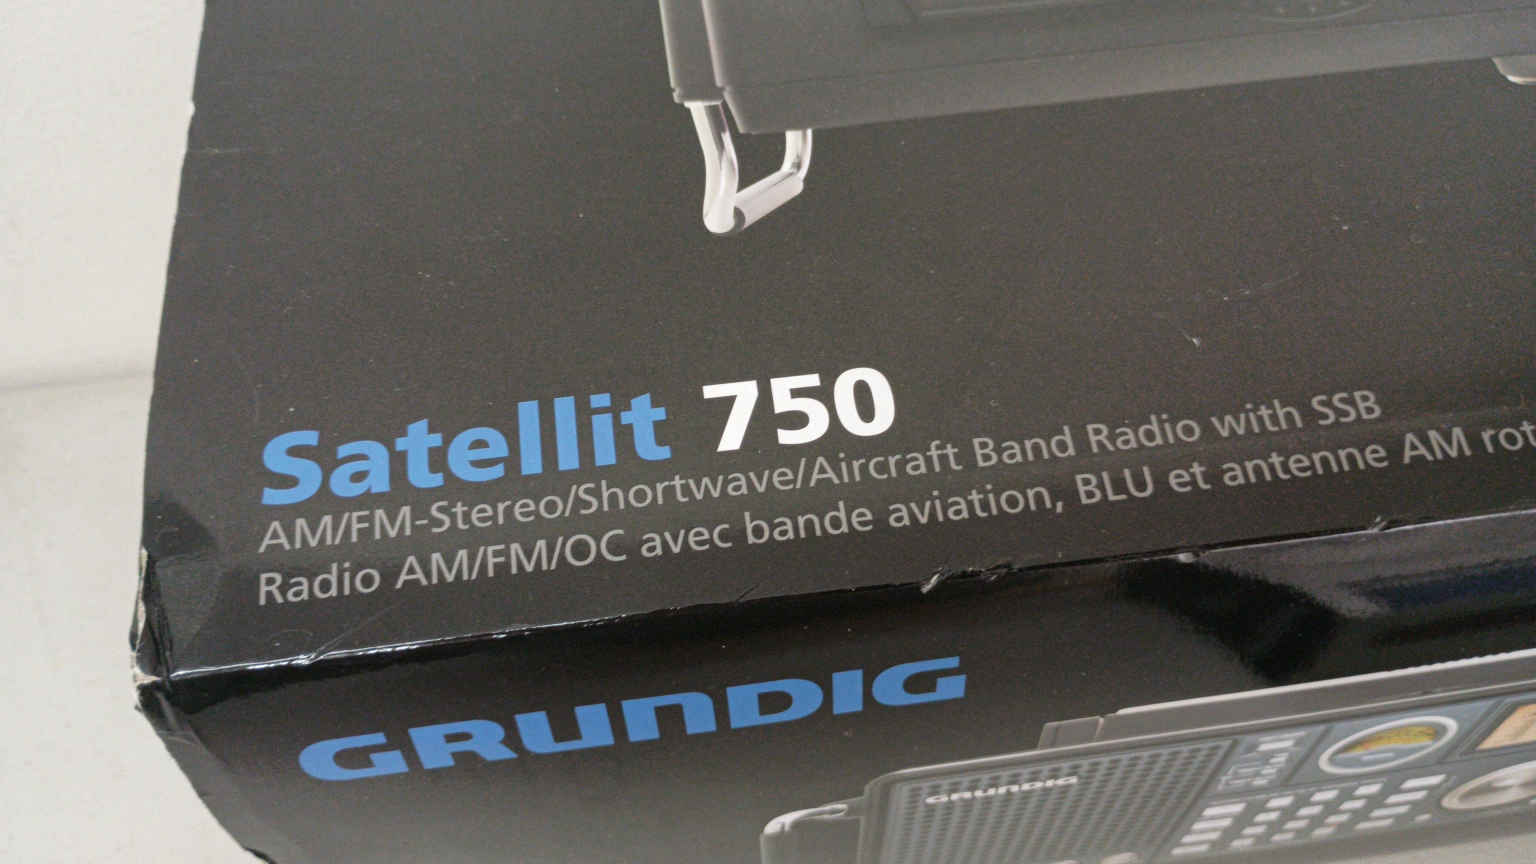 Satellit 750
AM/FM-Stereo/Shortwave/Aircraft Band Radio with SSB
Radio AM/FM/OC avec bande aviation, BLU et antenne AM rot
GRUNDIG
GRUNDIG